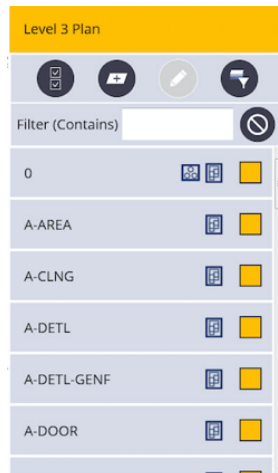 Level 3 Plan
Filter (Contains)
0
A-AREA
A-CLNG
A-DETL
A-DETL-GENF
A-DOOR